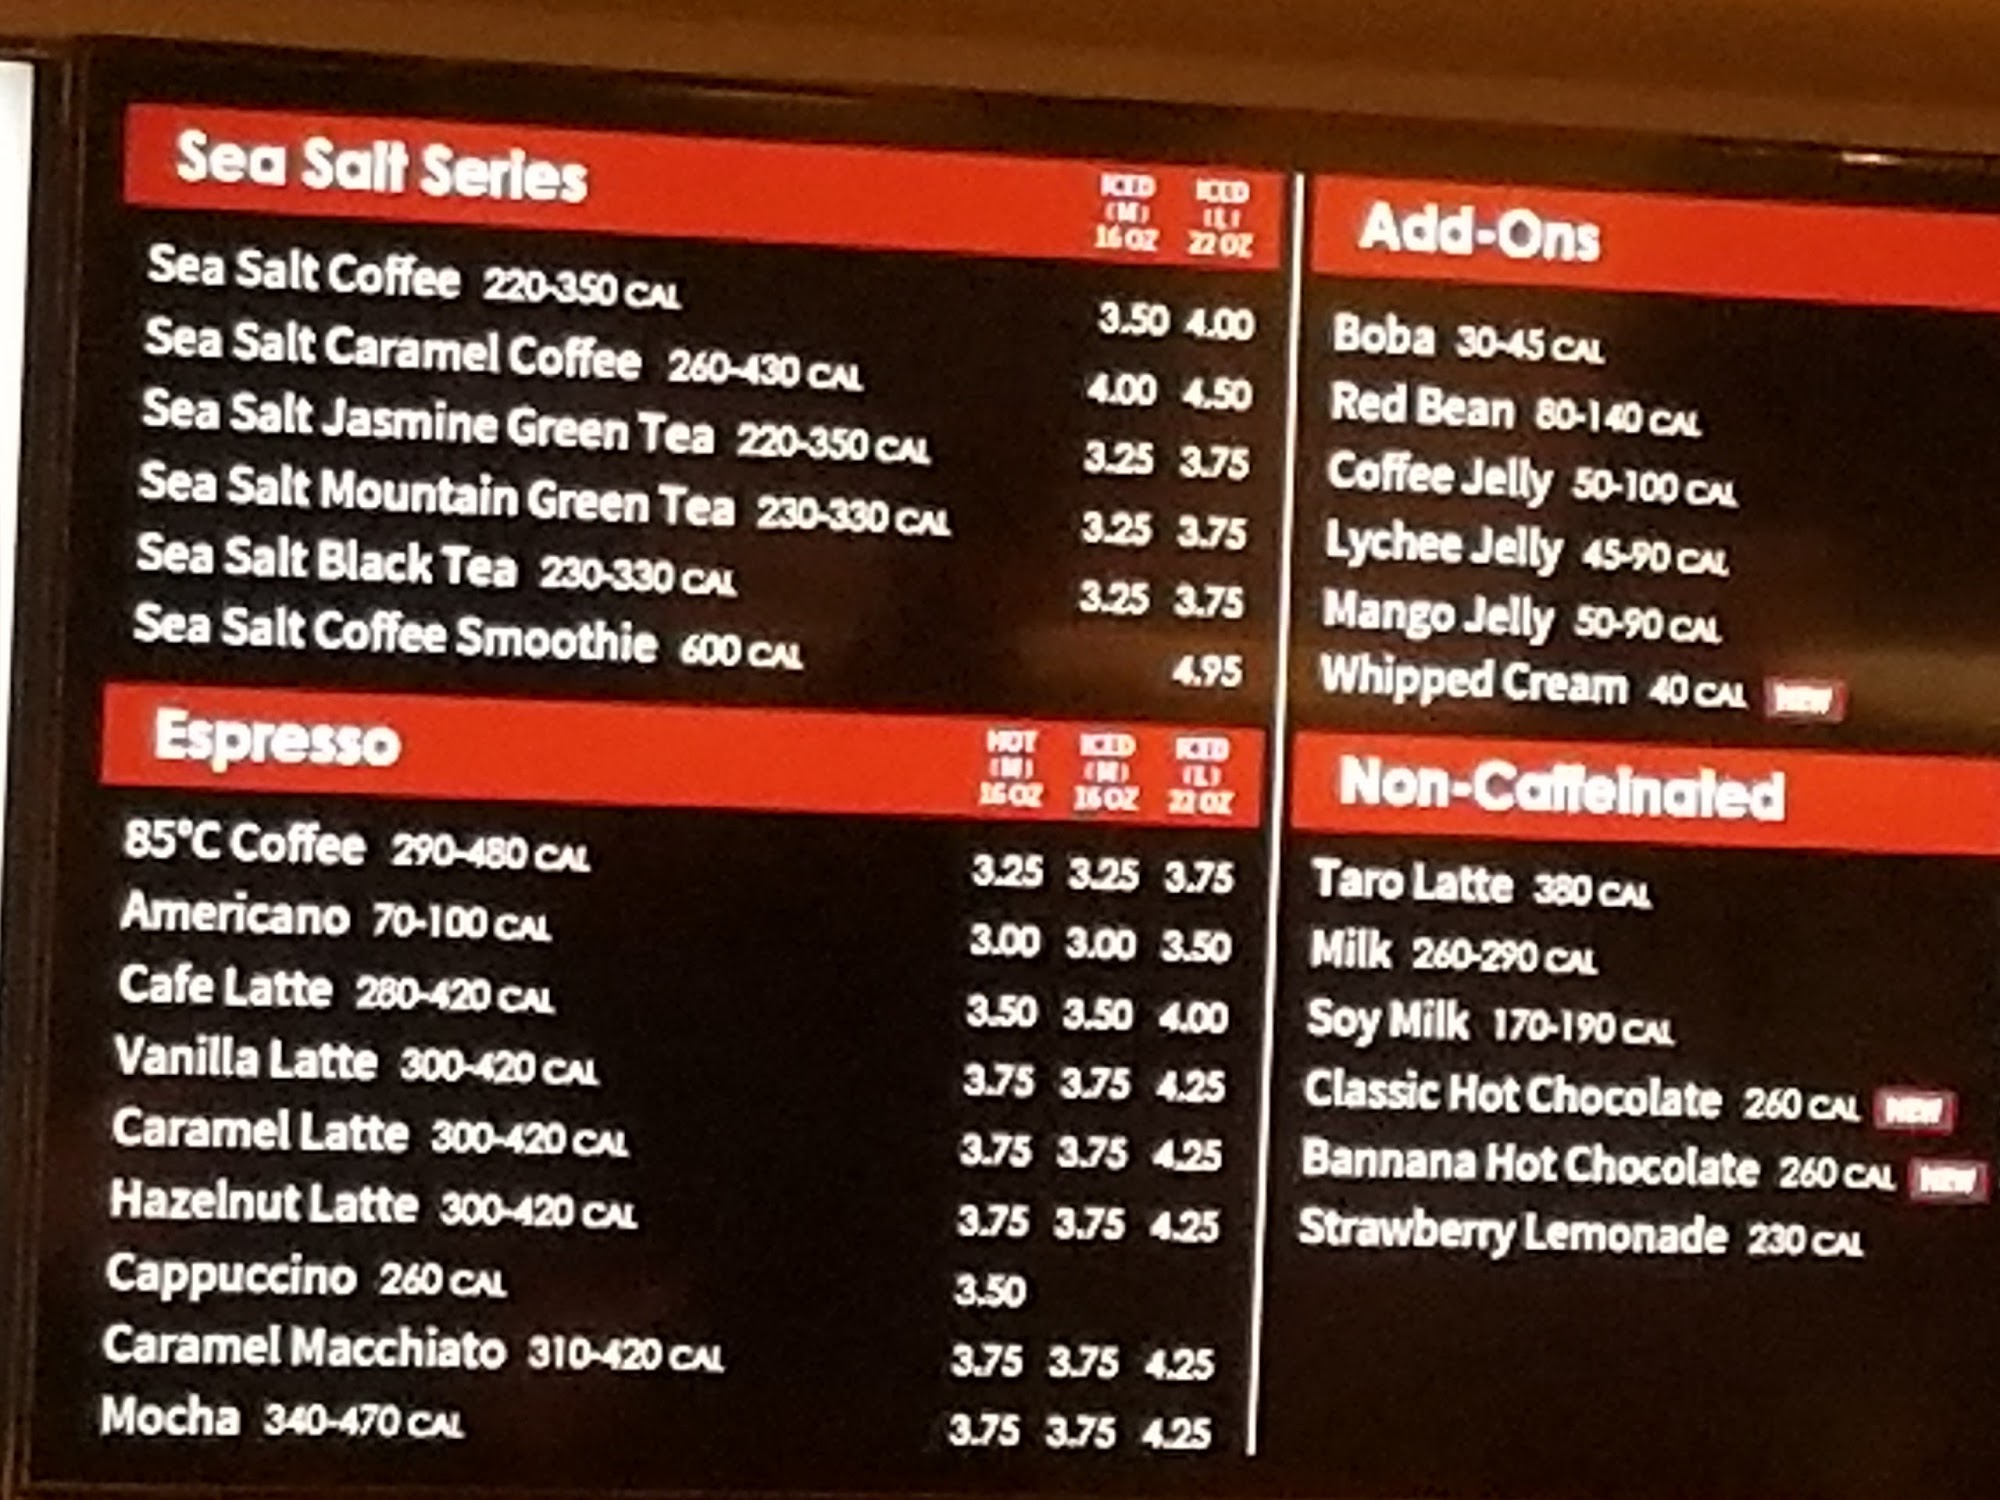 Sea Salt Series
ICED ICED
(M) (L)
16 OZ 22 OZ
Sea Salt Coffee 220-350 CAL 3.50 4.00
Sea Salt Caramel Coffee 260-430 CAL 4.00 4.50
Sea Salt Jasmine Green Tea 220-350 CAL 3.25 3.75
Sea Salt Mountain Green Tea 230-330 CAL 3.25 3.75
Sea Salt Black Tea 230-330 CAL 3.25 3.75
Sea Salt Coffee Smoothie 600 CAL 4.95
Espresso
HOT ICED ICED
(M) (M) (L)
16 OZ 16 OZ 22 OZ
85°C Coffee 290-480 CAL 3.25 3.25 3.75
Americano 70-100 CAL 3.00 3.00 3.50
Cafe Latte 280-420 CAL 3.50 3.50 4.00
Vanilla Latte 300-420 CAL 3.75 3.75 4.25
Caramel Latte 300-420 CAL 3.75 3.75 4.25
Hazelnut Latte 300-420 CAL 3.75 3.75 4.25
Cappuccino 260 CAL 3.50
Caramel Macchiato 310-420 CAL 3.75 3.75 4.25
Mocha 340-470 CAL 3.75 3.75 4.25
Add-Ons
Boba 30-45 CAL
Red Bean 80-140 CAL
Coffee Jelly 50-100 CAL
Lychee Jelly 45-90 CAL
Mango Jelly 50-90 CAL
Whipped Cream 40 CAL NEW
Non-Caffeinated
Taro Latte 380 CAL
Milk 260-290 CAL
Soy Milk 170-190 CAL
Classic Hot Chocolate 260 CAL NEW
Bannana Hot Chocolate 260 CAL NEW
Strawberry Lemonade 230 CAL